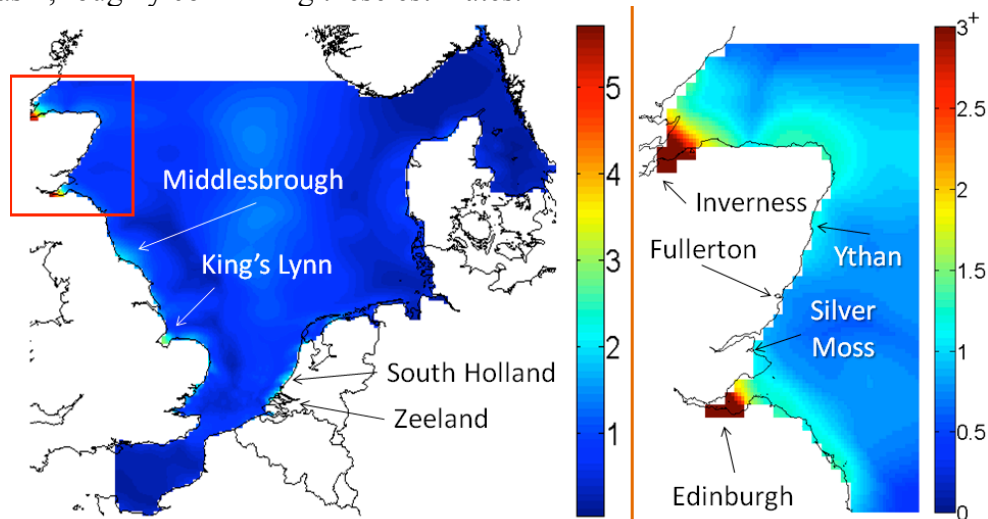 Middlesbrough
King's Lynn
South Holland
Zeeland
5
4
3
2
1
Inverness
Fullerton
Ythan
Silver
Moss
Edinburgh
3+
2.5
2
1.5
1
0.5
0